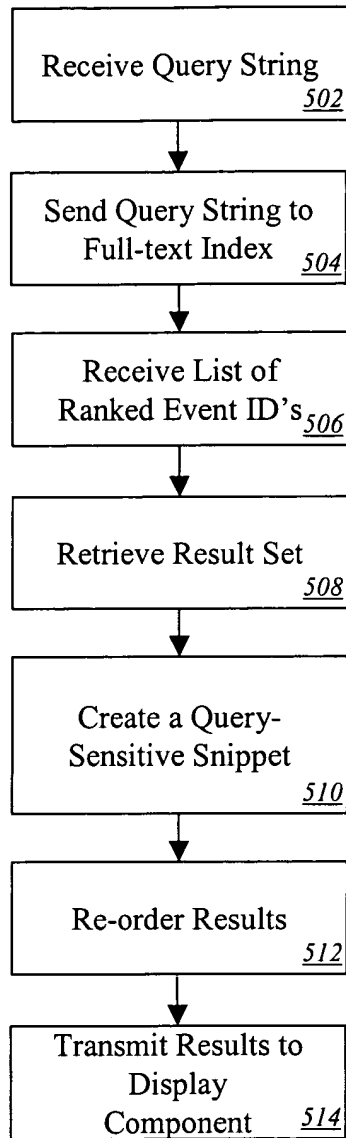 Receive Query String
502
Send Query String to
Full-text Index 504
Receive List of
Ranked Event ID's 506
Retrieve Result Set
508
Create a Query-
Sensitive Snippet
510
Re-order Results
512
Transmit Results to
Display
Component 514